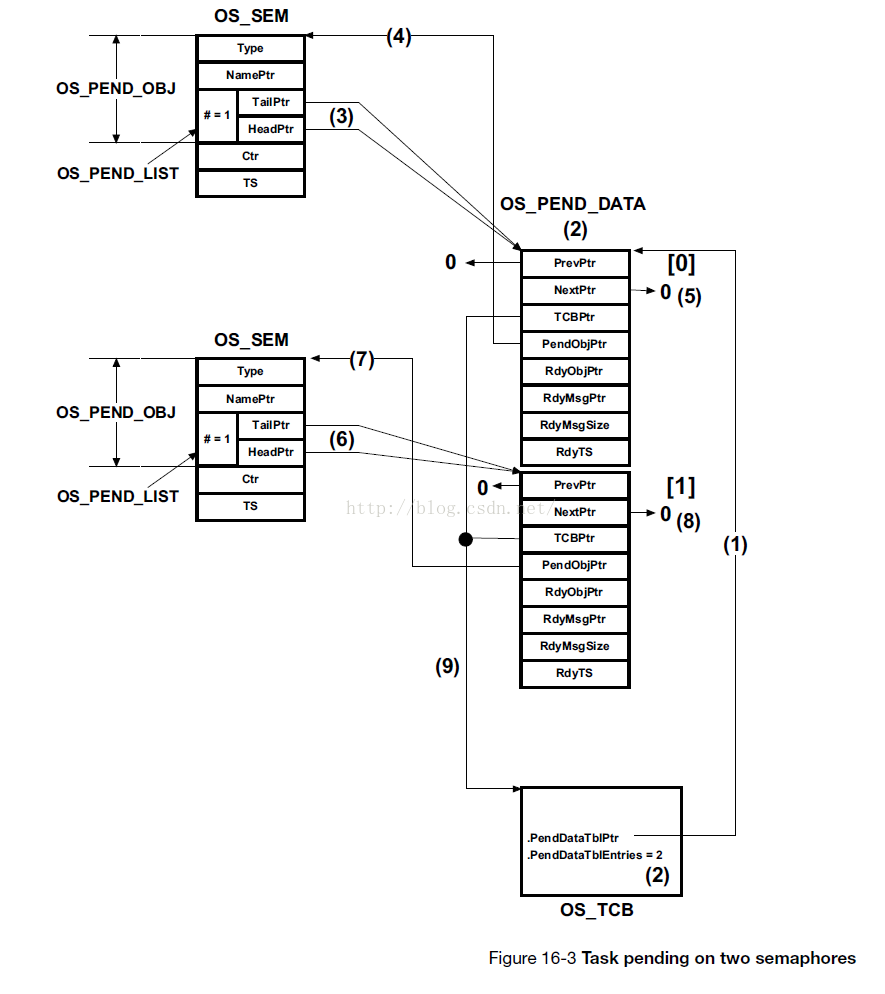 OS_SEM
(4)
Type
NamePtr
OS_PEND_OBJ
# = 1
TailPtr
HeadPtr
(3)
OS_PEND_LIST
Ctr
TS
OS_PEND_DATA
(2)
0
PrevPtr
[0]
NextPtr
0 (5)
TCBPtr
PendObjPtr
RdyObjPtr
RdyMsgPtr
RdyMsgSize
RdyTS
OS_SEM
(7)
Type
NamePtr
OS_PEND_OBJ
# = 1
TailPtr
HeadPtr
(6)
OS_PEND_LIST
Ctr
TS
http://blog.csdn.net/
0
PrevPtr
[1]
NextPtr
0 (8)
TCBPtr
(1)
PendObjPtr
RdyObjPtr
RdyMsgPtr
RdyMsgSize
RdyTS
(9)
.PendDataTblPtr
.PendDataTblEntries = 2
(2)
OS_TCB
Figure 16-3 Task pending on two semaphores